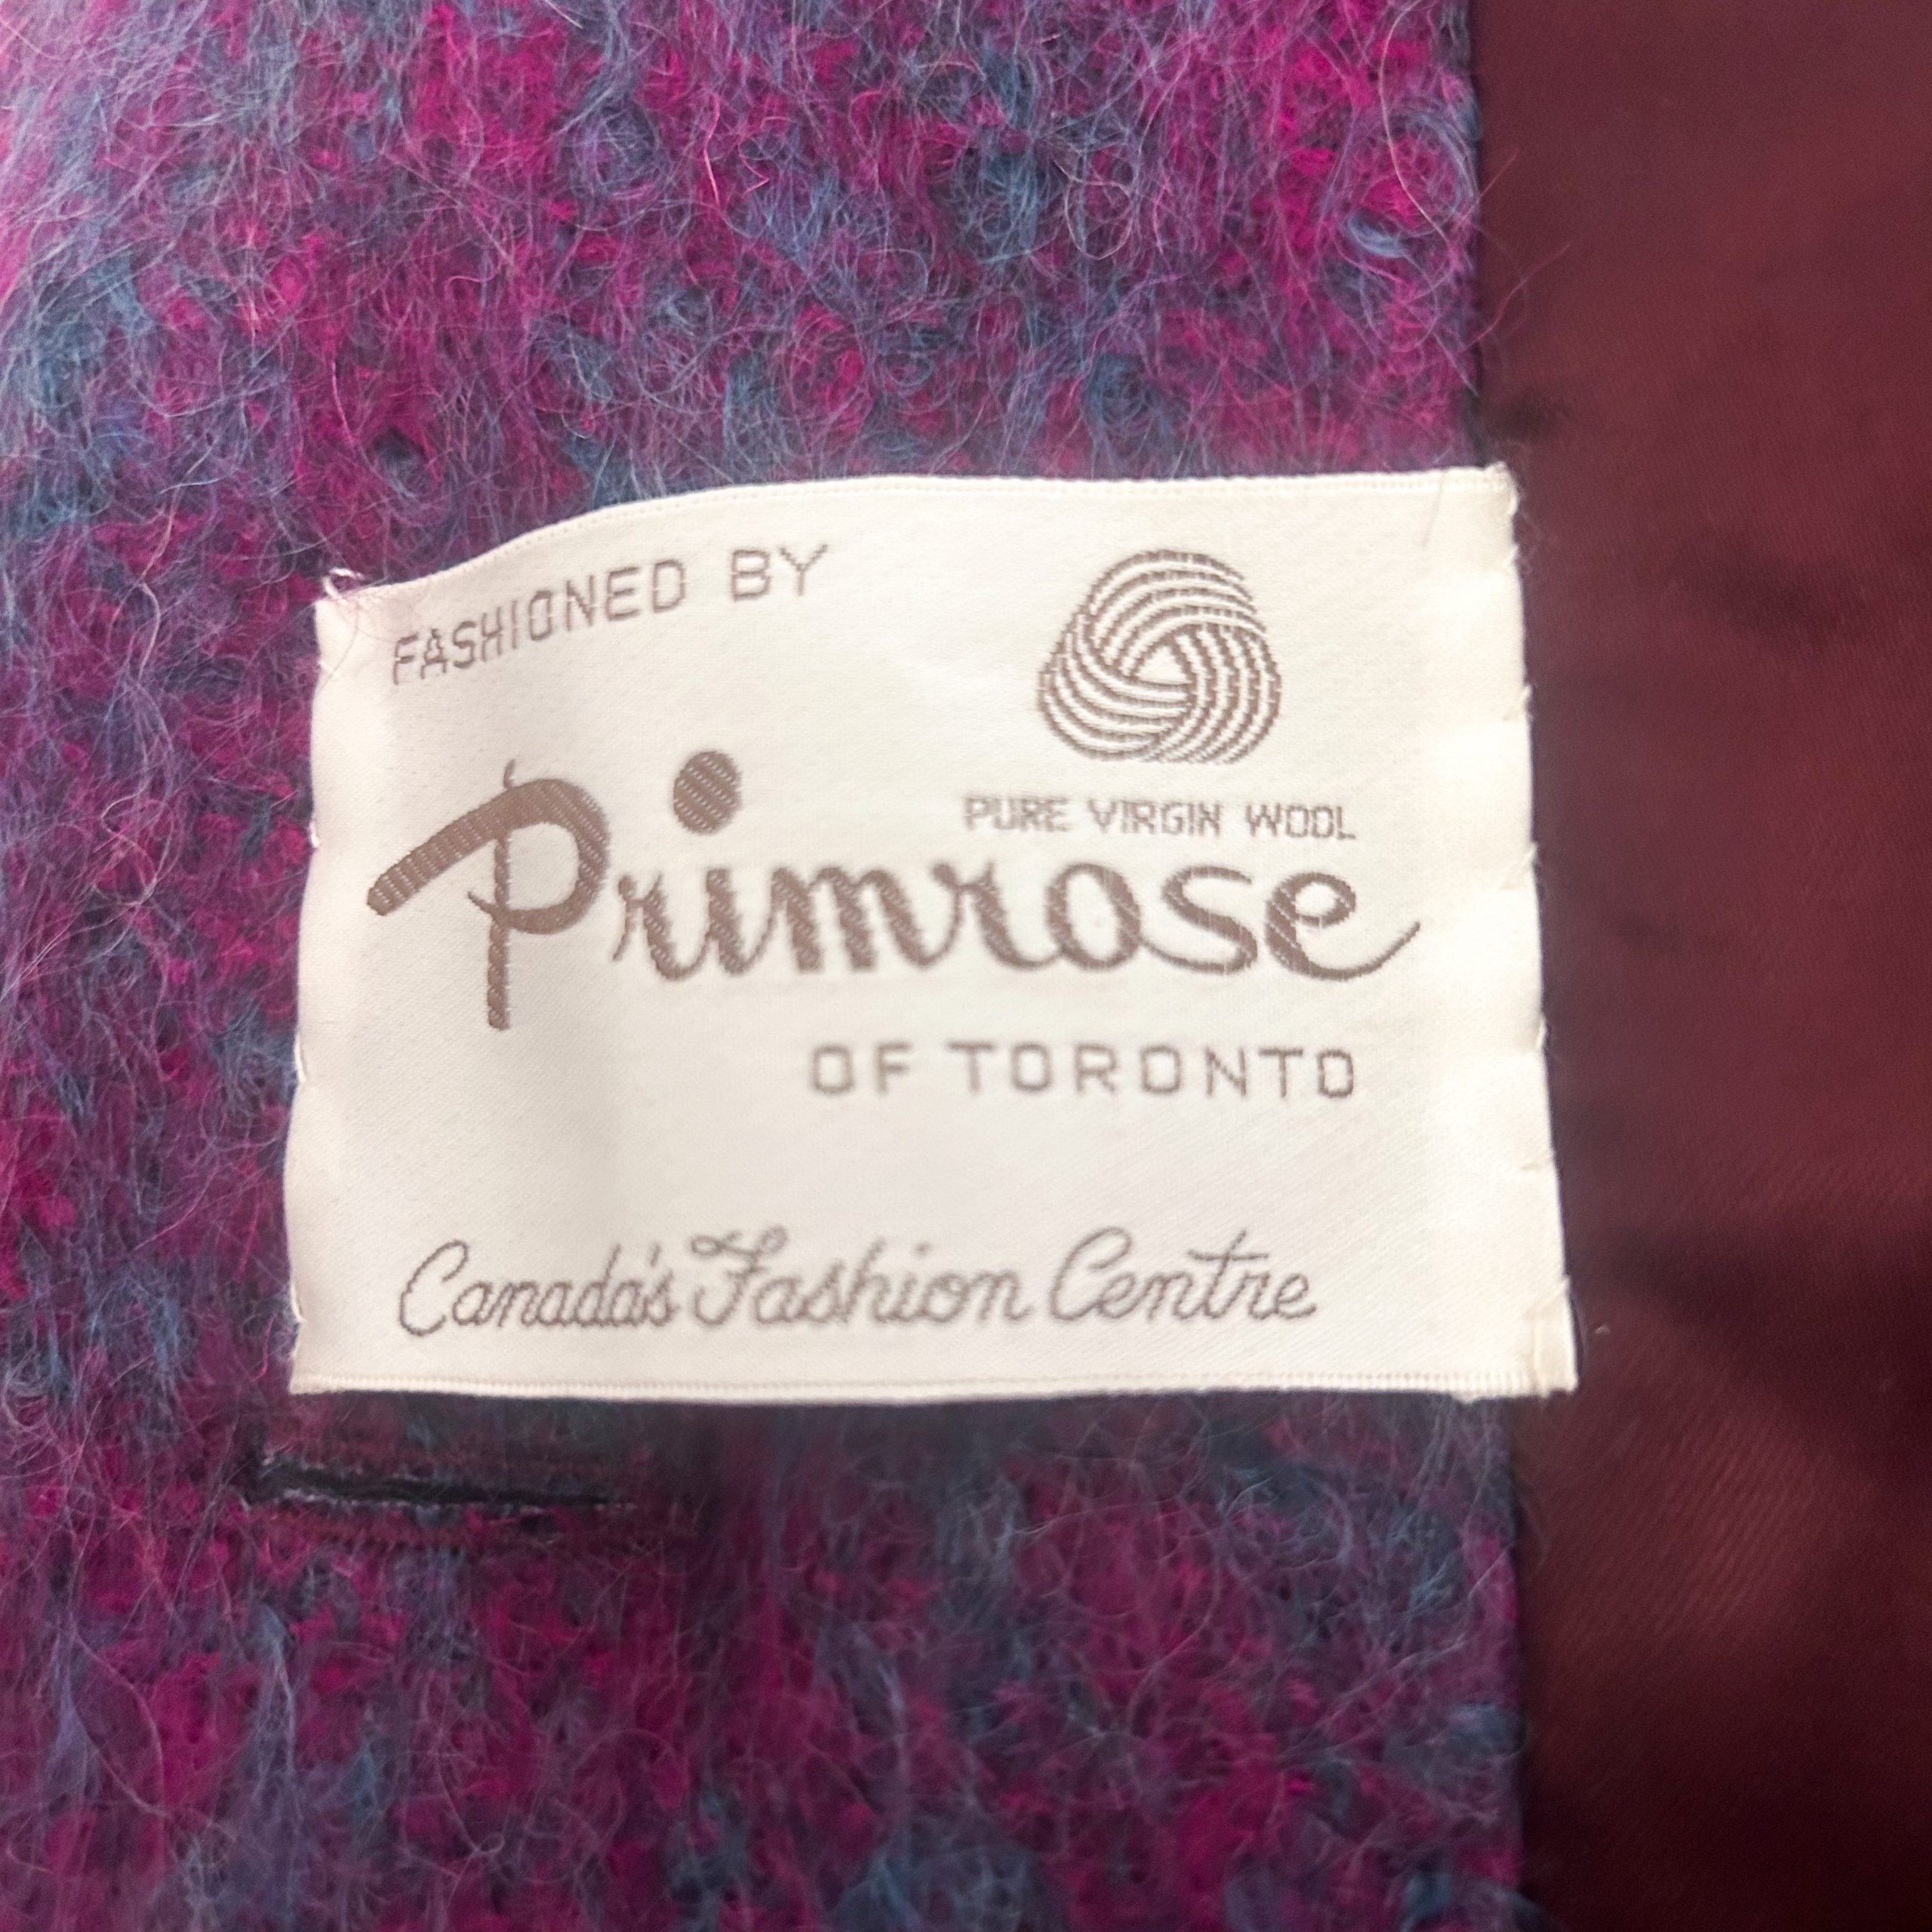 FASHIONED BY
PURE VIRGIN WOOL
Primrose
OF TORONTO
Canada's Fashion Centre